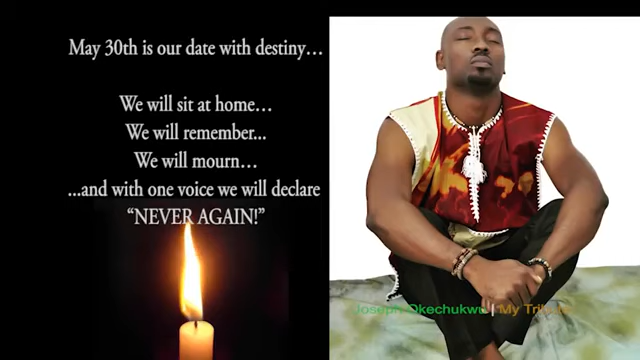 May 30th is our date with destiny…
We will sit at home…
We will remember...
We will mourn…
...and with one voice we will declare
“NEVER AGAIN!”
Joseph Okechukwu | My Tribute